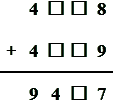 4 □ □ 8
+ 4 □ □ 9
9 4 □ 7